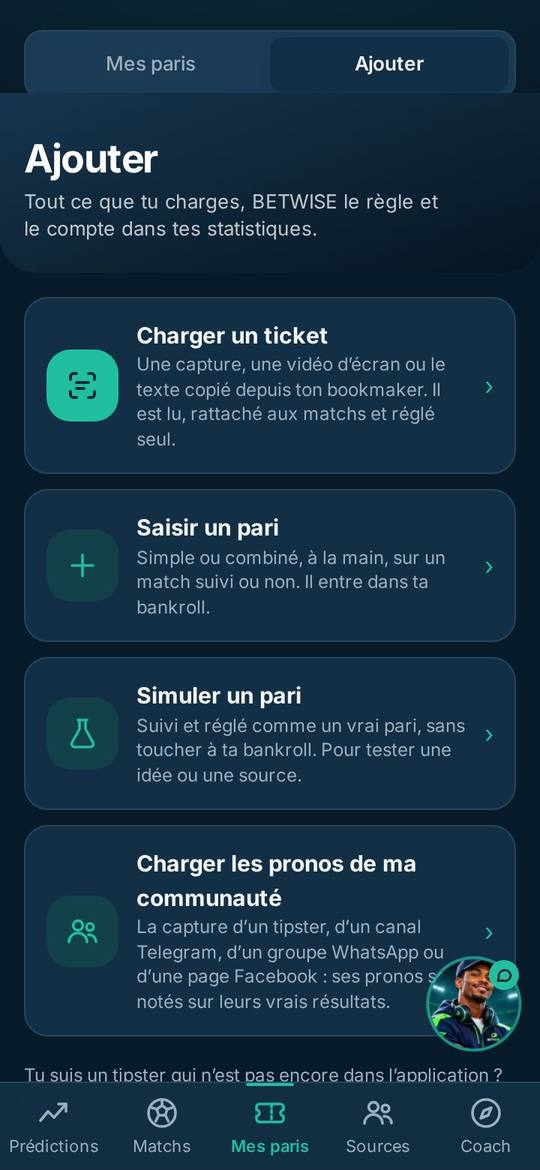 Mes paris
Ajouter
Ajouter
Tout ce que tu charges, BETWISE le règle et
le compte dans tes statistiques.
Charger un ticket
Une capture, une vidéo d’écran ou le
texte copié depuis ton bookmaker. Il
est lu, rattaché aux matchs et réglé
seul.
Saisir un pari
Simple ou combiné, à la main, sur un
match suivi ou non. Il entre dans ta
bankroll.
Simuler un pari
Suivi et réglé comme un vrai pari, sans
toucher à ta bankroll. Pour tester une
idée ou une source.
Charger les pronos de ma
communauté
La capture d’un tipster, d’un canal
Telegram, d’un groupe WhatsApp ou
d’une page Facebook : ses pronos
notés sur leurs vrais résultats.
Tu suis un tipster qui n’est pas encore dans l’application ?
Prédictions
Matchs
Mes paris
Sources
Coach